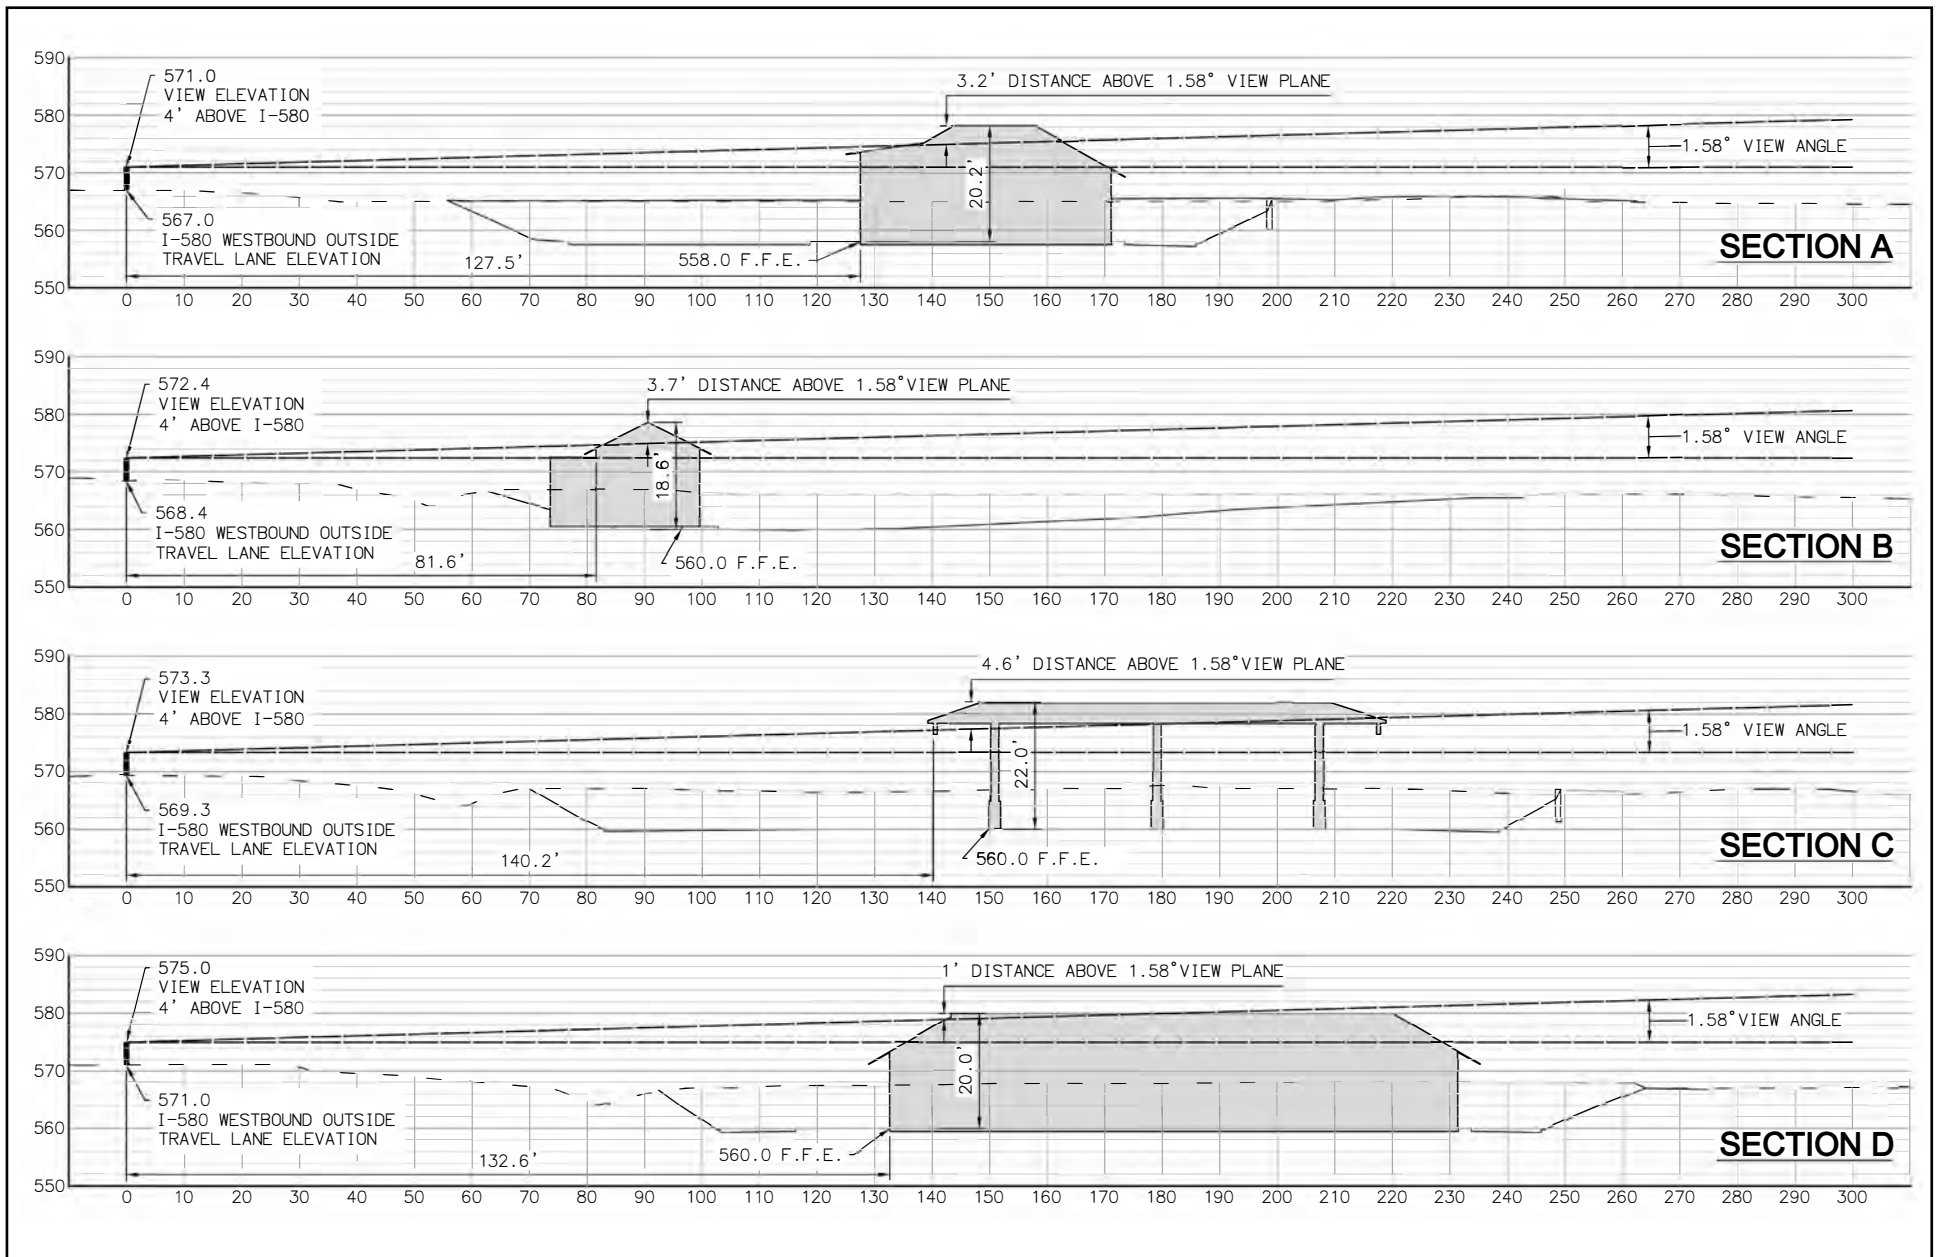 590
571.0
VIEW ELEVATION
4' ABOVE I-580
3.2' DISTANCE ABOVE 1.58° VIEW PLANE
580
1.58° VIEW ANGLE
570
20.2'
567.0
I-580 WESTBOUND OUTSIDE
TRAVEL LANE ELEVATION
560
127.5'
558.0 F.F.E.
SECTION A
550
0 10 20 30 40 50 60 70 80 90 100 110 120 130 140 150 160 170 180 190 200 210 220 230 240 250 260 270 280 290 300
590
572.4
VIEW ELEVATION
4' ABOVE I-580
3.7' DISTANCE ABOVE 1.58°VIEW PLANE
580
1.58° VIEW ANGLE
570
18.6'
568.4
I-580 WESTBOUND OUTSIDE
TRAVEL LANE ELEVATION
560
81.6'
560.0 F.F.E.
SECTION B
550
0 10 20 30 40 50 60 70 80 90 100 110 120 130 140 150 160 170 180 190 200 210 220 230 240 250 260 270 280 290 300
590
573.3
VIEW ELEVATION
4' ABOVE I-580
4.6' DISTANCE ABOVE 1.58°VIEW PLANE
580
1.58° VIEW ANGLE
570
22.0'
569.3
I-580 WESTBOUND OUTSIDE
TRAVEL LANE ELEVATION
560
140.2'
560.0 F.F.E.
SECTION C
550
0 10 20 30 40 50 60 70 80 90 100 110 120 130 140 150 160 170 180 190 200 210 220 230 240 250 260 270 280 290 300
590
575.0
VIEW ELEVATION
4' ABOVE I-580
1' DISTANCE ABOVE 1.58°VIEW PLANE
580
1.58°VIEW ANGLE
570
20.0'
571.0
I-580 WESTBOUND OUTSIDE
TRAVEL LANE ELEVATION
560
132.6'
560.0 F.F.E.
SECTION D
550
0 10 20 30 40 50 60 70 80 90 100 110 120 130 140 150 160 170 180 190 200 210 220 230 240 250 260 270 280 290 300